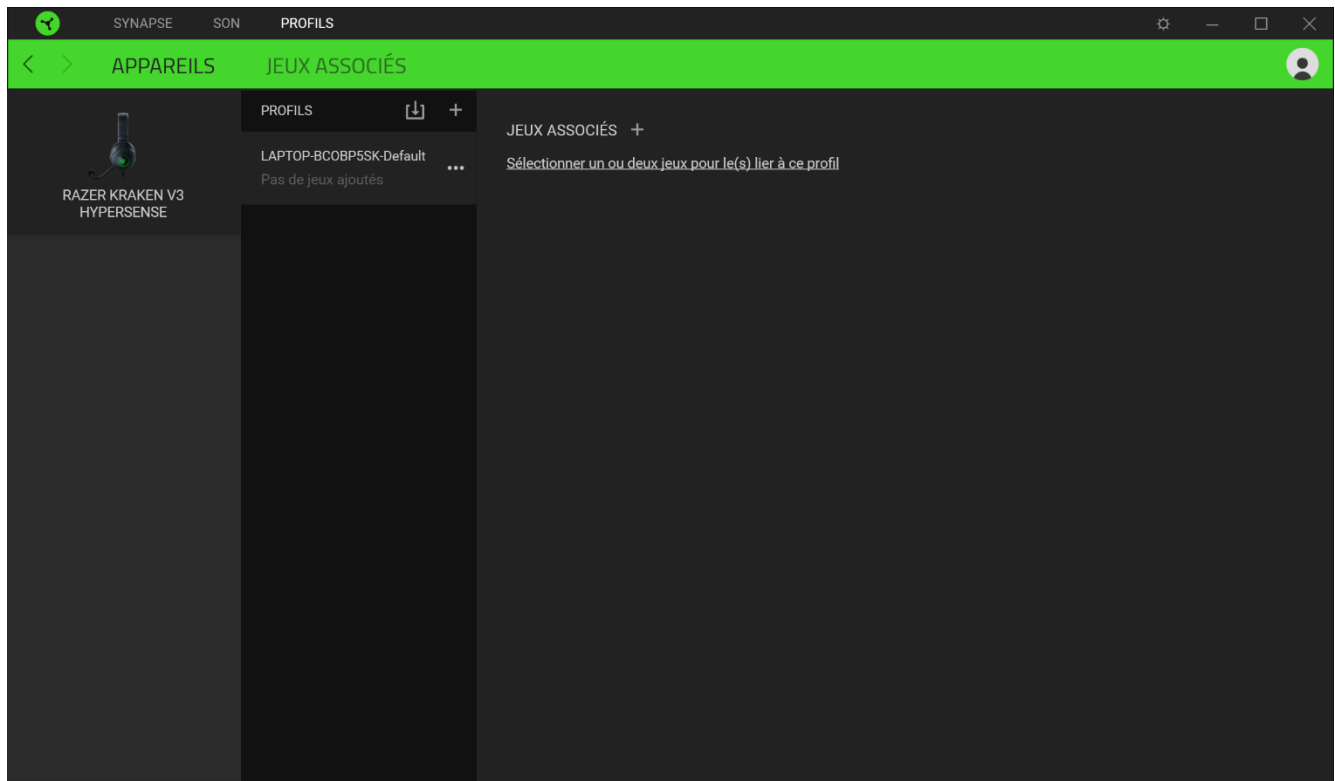 SYNAPSE SON PROFILS
APPAREILS JEUX ASSOCIÉS
RAZER KRAKEN V3
HYPERSENSE
PROFILS
LAPTOP-BCOBP5SK-Default
Pas de jeux ajoutés
JEUX ASSOCIÉS
Sélectionner un ou deux jeux pour le(s) lier à ce profil